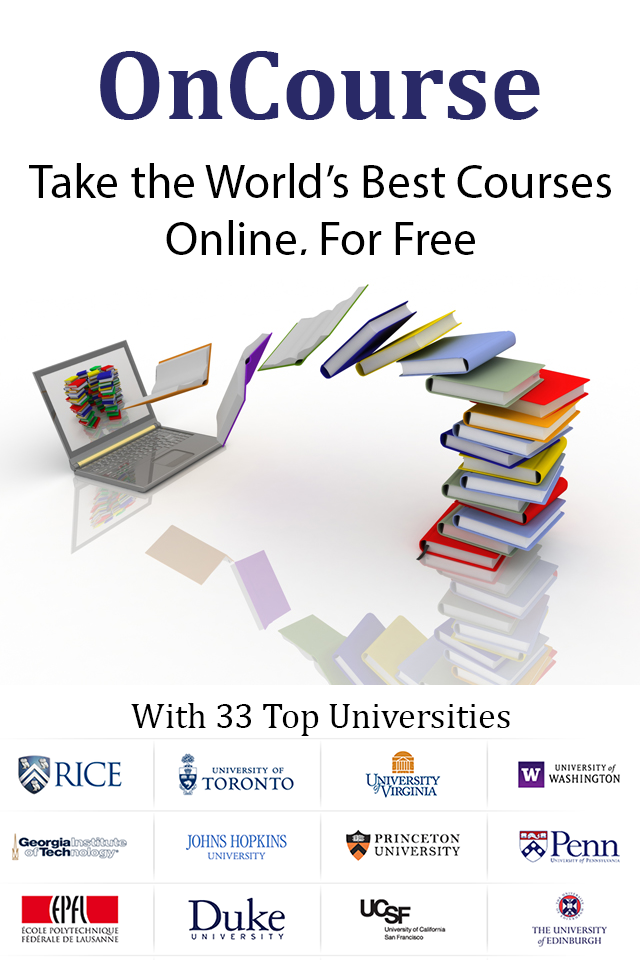 OnCourse
Take the World's Best Courses
Online. For Free
With 33 Top Universities
RICE
UNIVERSITY OF
TORONTO
UNIVERSITY
of VIRGINIA
W
UNIVERSITY of
WASHINGTON
Georgia Institute
of Technology
JOHNS HOPKINS
UNIVERSITY
PRINCETON
UNIVERSITY
Penn
UNIVERSITY of PENNSYLVANIA
EPFL
ÉCOLE POLYTECHNIQUE
FÉDÉRALE DE LAUSANNE
Duke
UNIVERSITY
UCSF
University of California
San Francisco
THE UNIVERSITY
of EDINBURGH